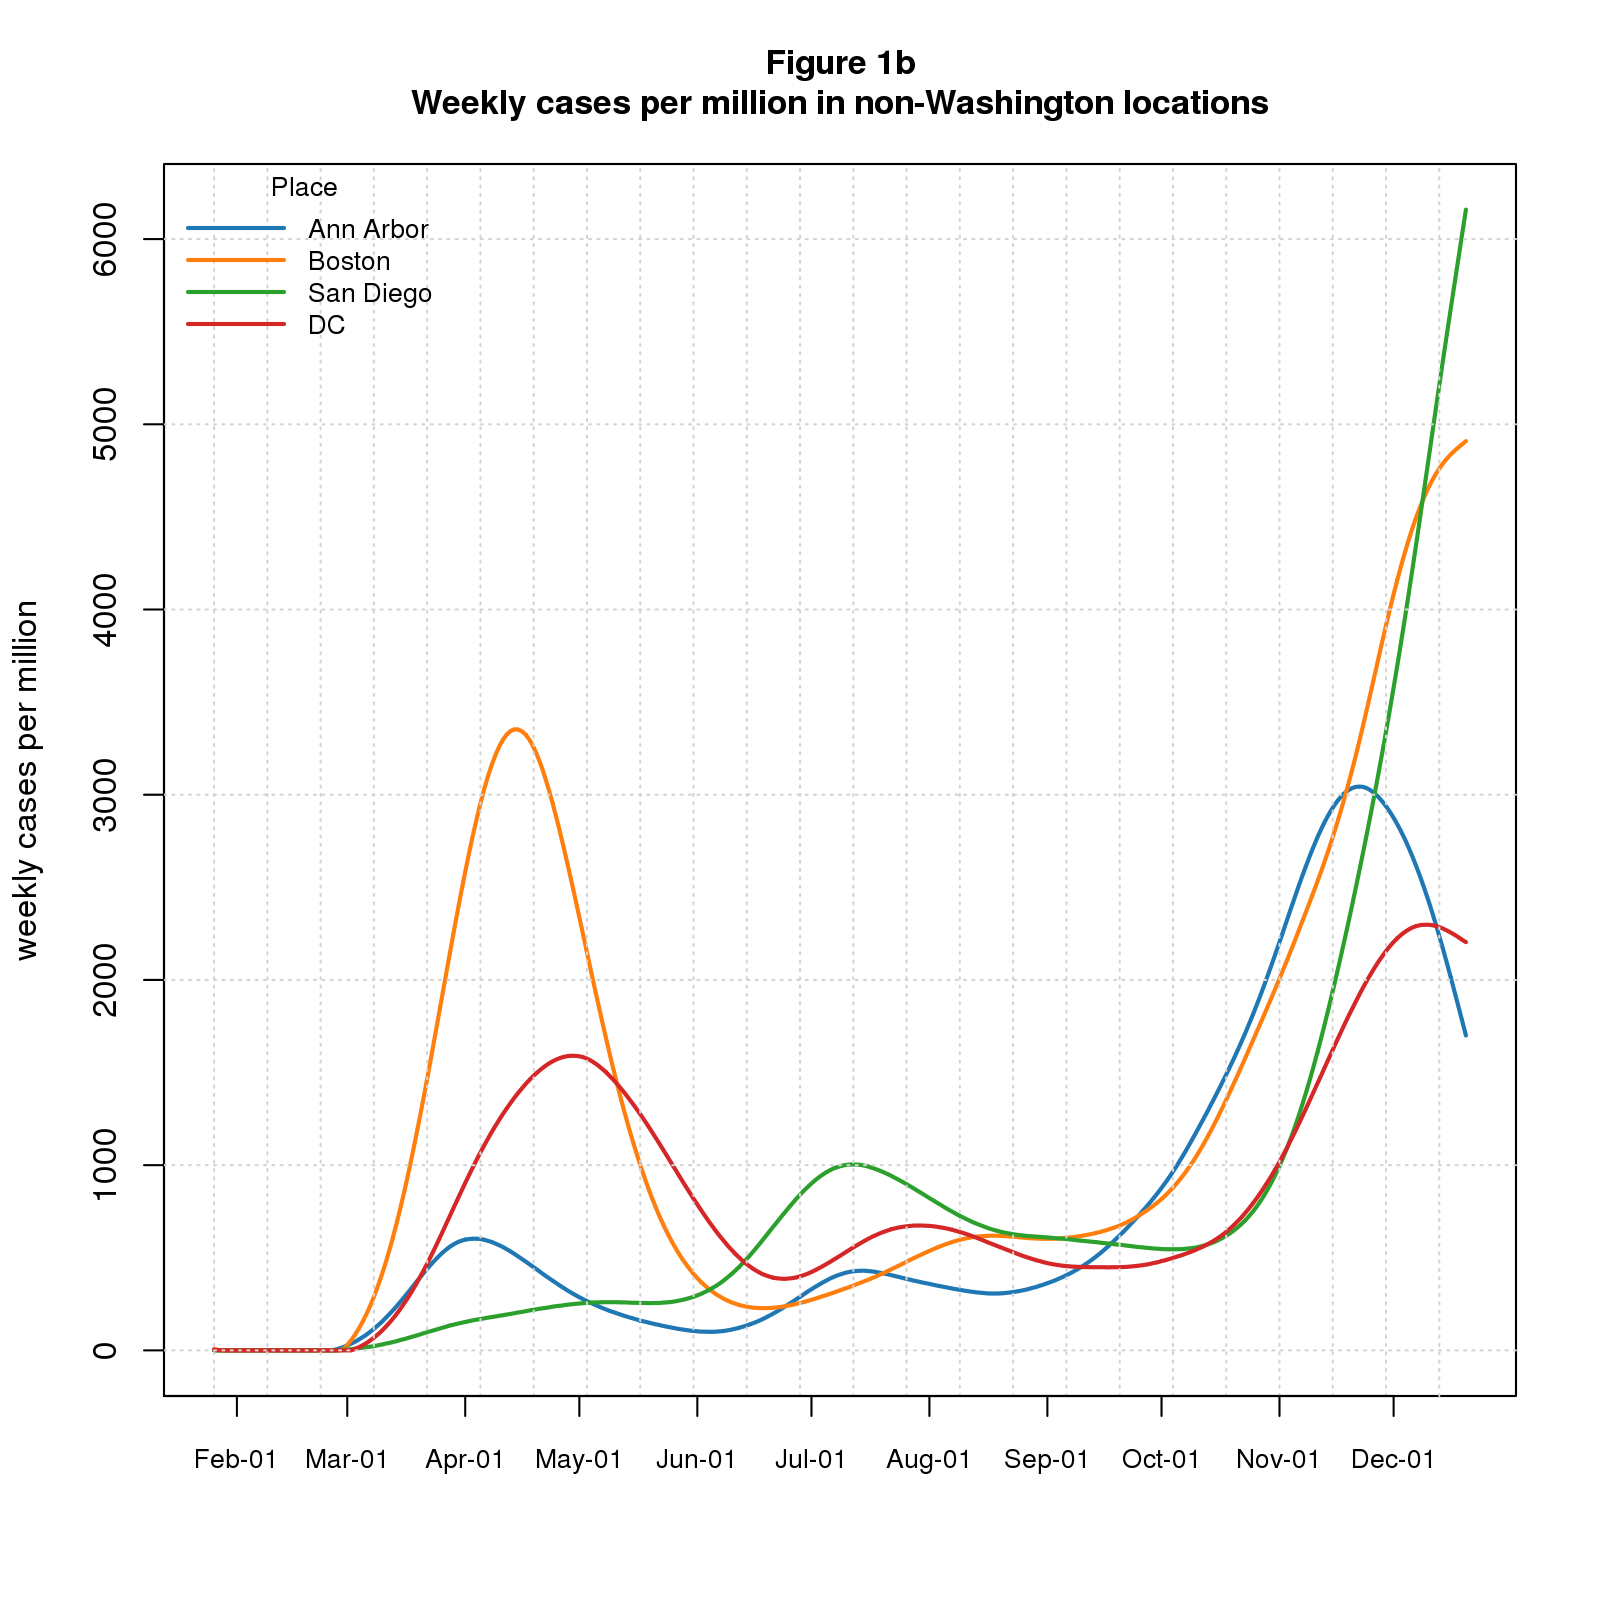 Figure 1b
Weekly cases per million in non-Washington locations
Place
Ann Arbor
Boston
San Diego
DC
weekly cases per million
6000
5000
4000
3000
2000
1000
0
Feb-01 Mar-01 Apr-01 May-01 Jun-01 Jul-01 Aug-01 Sep-01 Oct-01 Nov-01 Dec-01